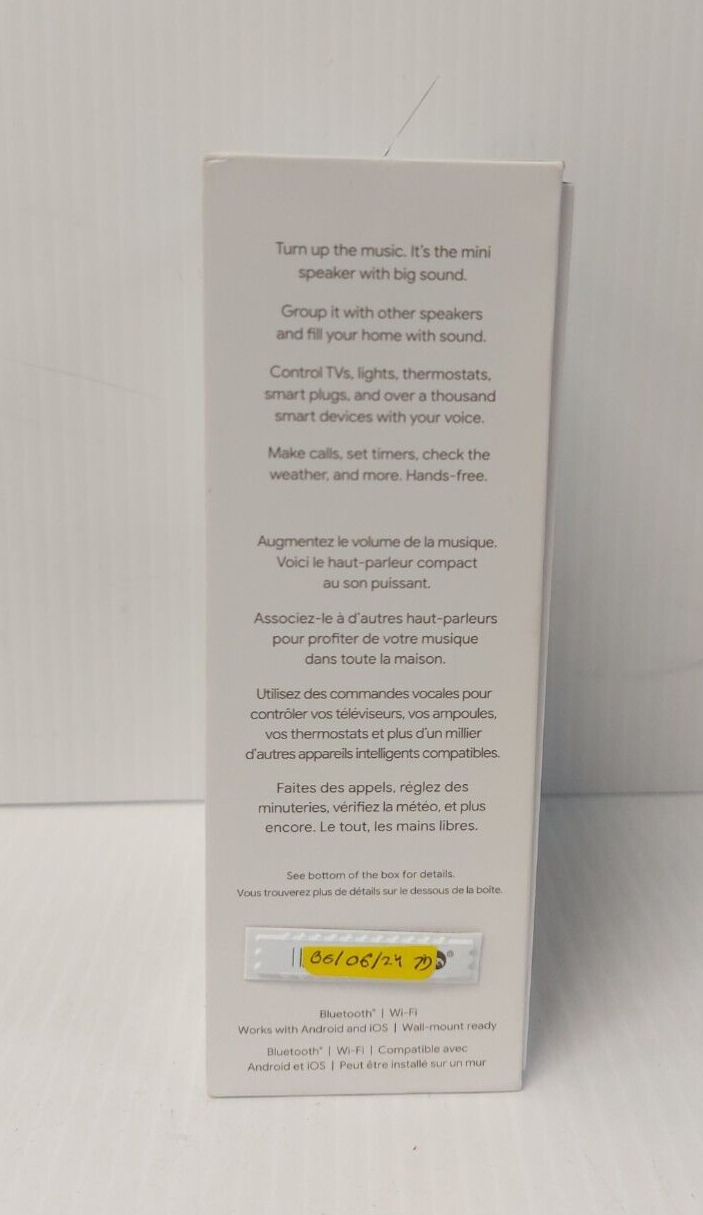 Turn up the music. It's the mini
speaker with big sound.
Group it with other speakers
and fill your home with sound.
Control TVs, lights, thermostats,
smart plugs, and over a thousand
smart devices with your voice.
Make calls, set timers, check the
weather, and more. Hands-free.
Augmentez le volume de la musique.
Voici le haut-parleur compact
au son puissant.
Associez-le à d'autres haut-parleurs
pour profiter de votre musique
dans toute la maison.
Utilisez des commandes vocales pour
contrôler vos téléviseurs, vos ampoules,
vos thermostats et plus d'un millier
d'autres appareils intelligents compatibles.
Faites des appels, réglez des
minuteries, vérifiez la météo, et plus
encore. Le tout, les mains libres.
See bottom of the box for details.
Vous trouverez plus de détails sur le dessous de la boîte.
06/06/24
Bluetooth® | Wi-Fi
Works with Android and iOS | Wall-mount ready
Bluetooth® | Wi-Fi | Compatible avec
Android et iOS | Peut être installé sur un mur